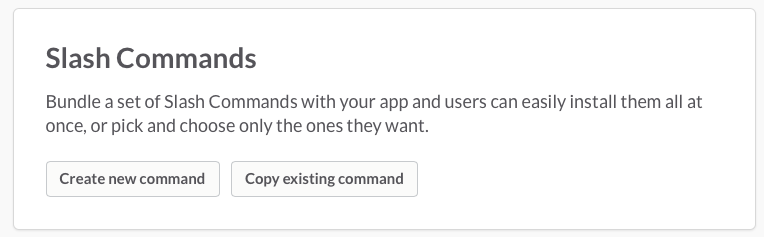 Slash Commands
Bundle a set of Slash Commands with your app and users can easily install them all at
once, or pick and choose only the ones they want.
Create new command
Copy existing command